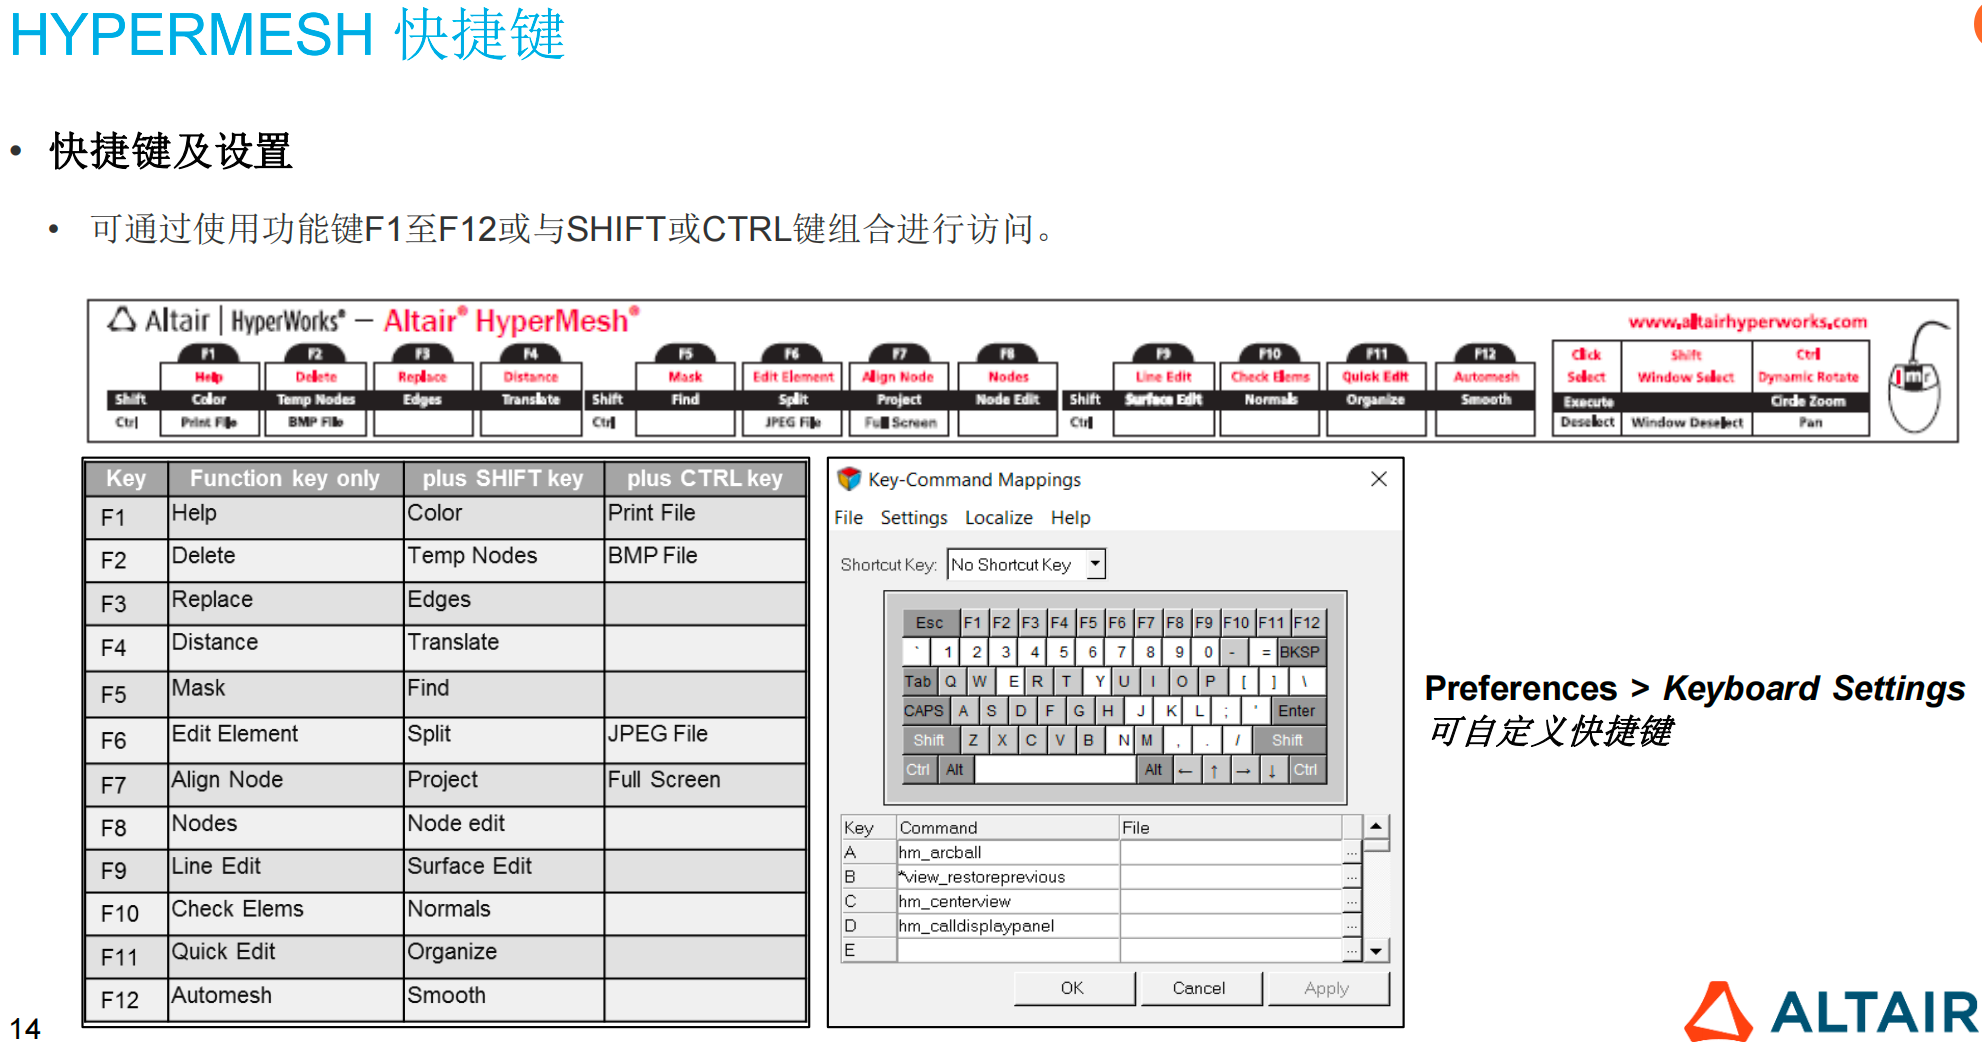 HYPERMESH 快捷键
• 快捷键及设置
• 可通过使用功能键F1至F12或与SHIFT或CTRL键组合进行访问。
Altair | HyperWorks® — Altair® HyperMesh® www.altairhyperworks.com
F1 F2 F3 F4 F5 F6 F7 F8 F9 F10 F11 F12 Click Shift Ctrl
Help Delete Replace Distance Mask Edit Element Align Node Nodes Line Edit Check Elems Quick Edit Automesh Select Window Select Dynamic Rotate
Shift Color Temp Nodes Edges Translate Shift Find Split Project Node Edit Shift Surface Edit Normals Organize Smooth Execute Circle Zoom
Ctrl Print File BMP File Ctrl JPEG File Full Screen Ctrl Deselect Window Deselect Pan
l m r
Key Function key only plus SHIFT key plus CTRL key
F1 Help Color Print File
F2 Delete Temp Nodes BMP File
F3 Replace Edges
F4 Distance Translate
F5 Mask Find
F6 Edit Element Split JPEG File
F7 Align Node Project Full Screen
F8 Nodes Node edit
F9 Line Edit Surface Edit
F10 Check Elems Normals
F11 Quick Edit Organize
F12 Automesh Smooth
Key-Command Mappings
File Settings Localize Help
Shortcut Key: No Shortcut Key
Esc F1 F2 F3 F4 F5 F6 F7 F8 F9 F10 F11 F12
` 1 2 3 4 5 6 7 8 9 0 - = BKSP
Tab Q W E R T Y U I O P [ ] \
CAPS A S D F G H J K L ; ' Enter
Shift Z X C V B N M , . / Shift
Ctrl Alt Alt ← ↑ → ↓ Ctrl
Key Command File
A hm_arcball ...
B *view_restoreprevious ...
C hm_centerview ...
D hm_calldisplaypanel ...
E ...
OK Cancel Apply
Preferences > Keyboard Settings
可自定义快捷键
14
ALTAIR